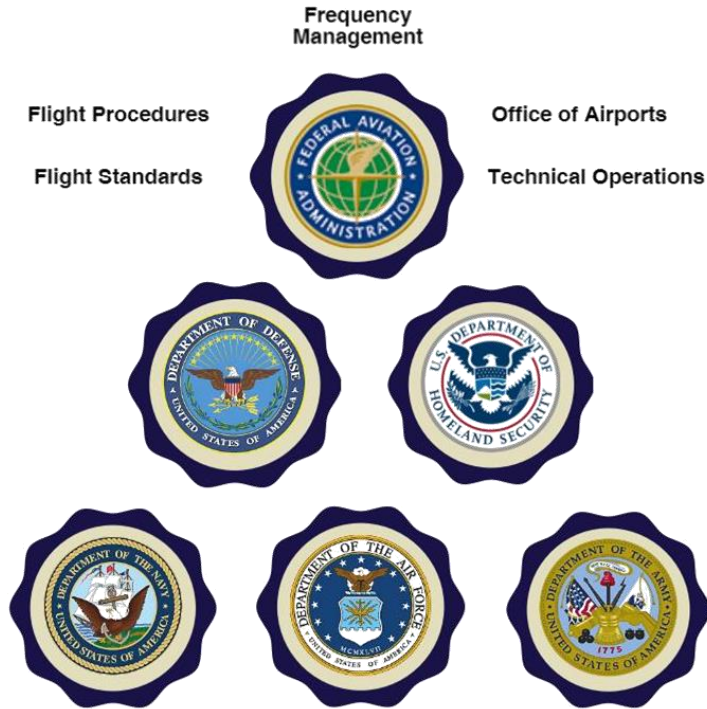 Frequency
Management
Flight Procedures
Office of Airports
Flight Standards
Technical Operations
FEDERAL AVIATION
ADMINISTRATION
DEPARTMENT OF DEFENSE
UNITED STATES OF AMERICA
U.S. DEPARTMENT OF
HOMELAND SECURITY
DEPARTMENT OF THE NAVY
UNITED STATES OF AMERICA
DEPARTMENT OF THE AIR FORCE
MCMXLVII
UNITED STATES OF AMERICA
DEPARTMENT OF THE ARMY
1775
UNITED STATES OF AMERICA